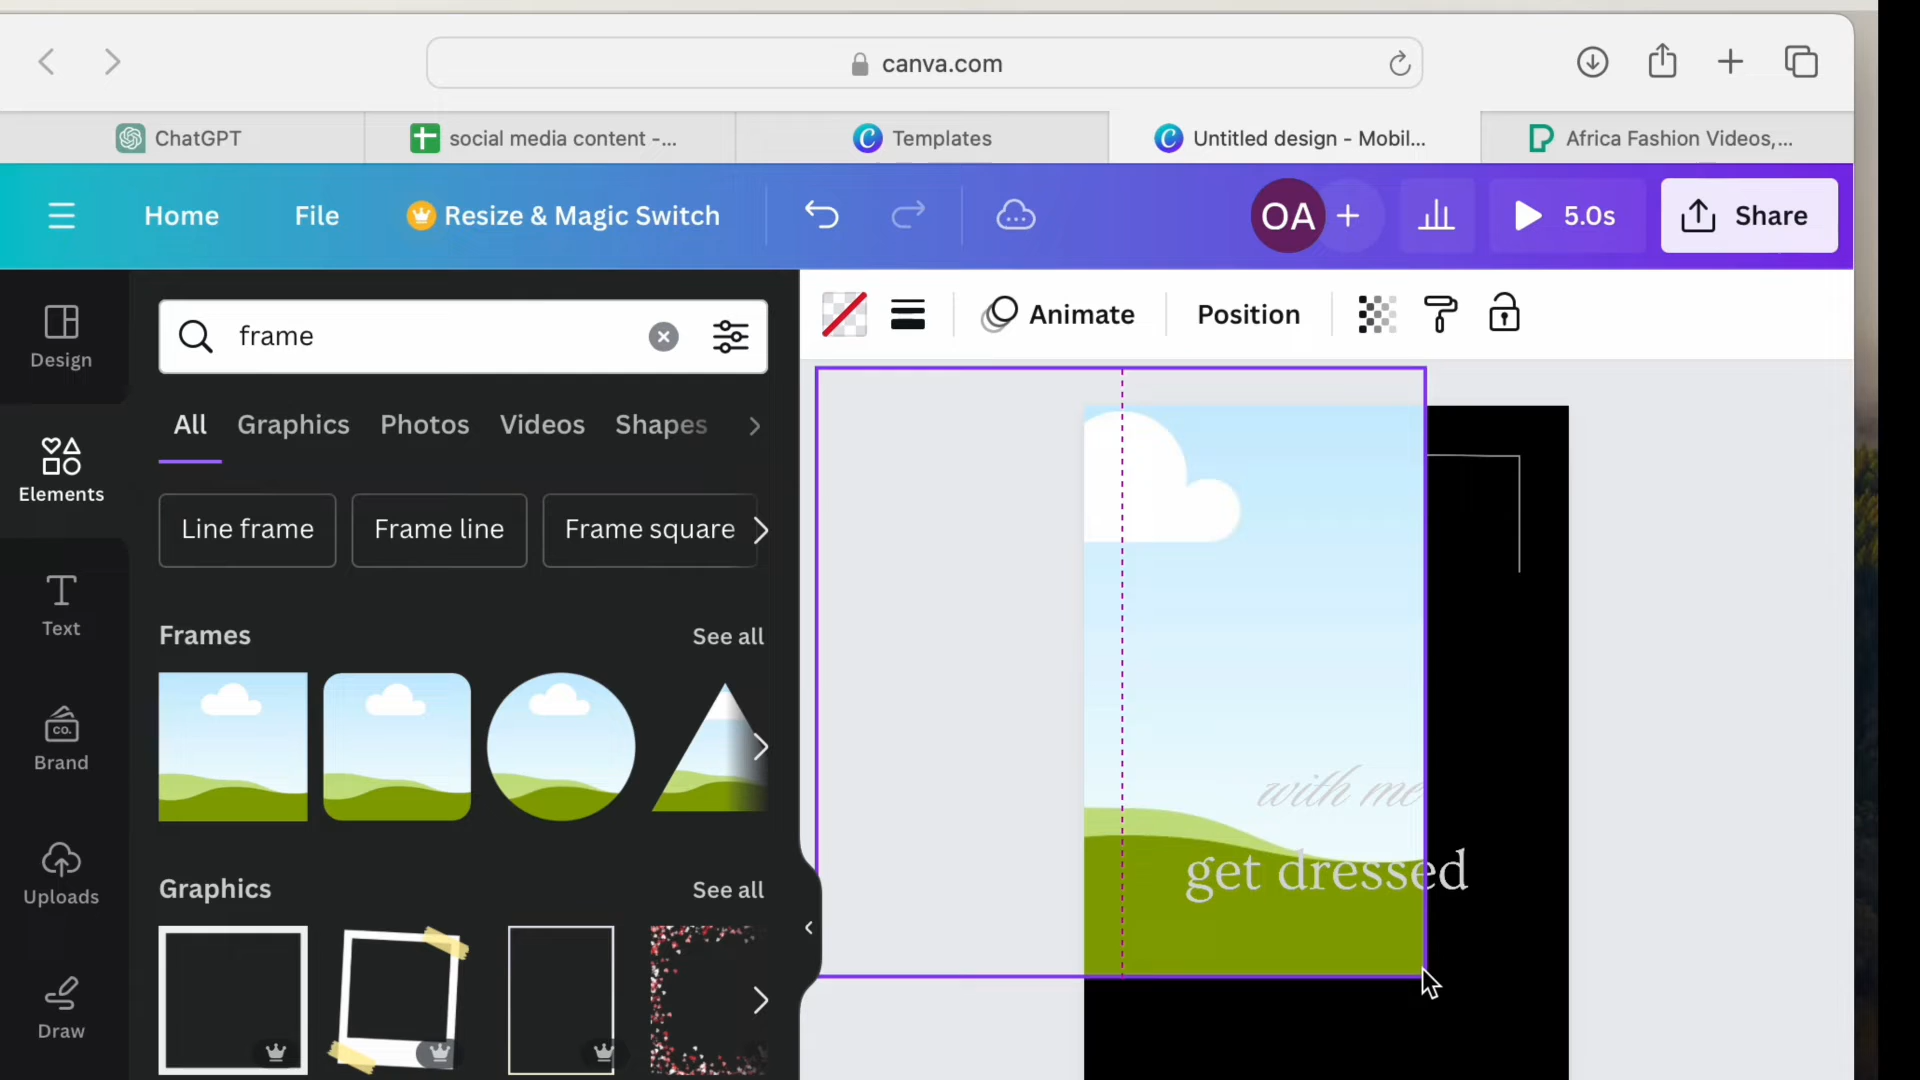 canva.com
ChatGPT
social media content -...
Templates
Untitled design - Mobil...
Africa Fashion Videos,...
Home
File
Resize & Magic Switch
OA
+
5.0s
Share
Design
frame
Animate
Position
All
Graphics
Photos
Videos
Shapes
Elements
Line frame
Frame line
Frame square
Text
Frames
See all
CO.
Brand
with me
get dressed
Uploads
Graphics
See all
Draw